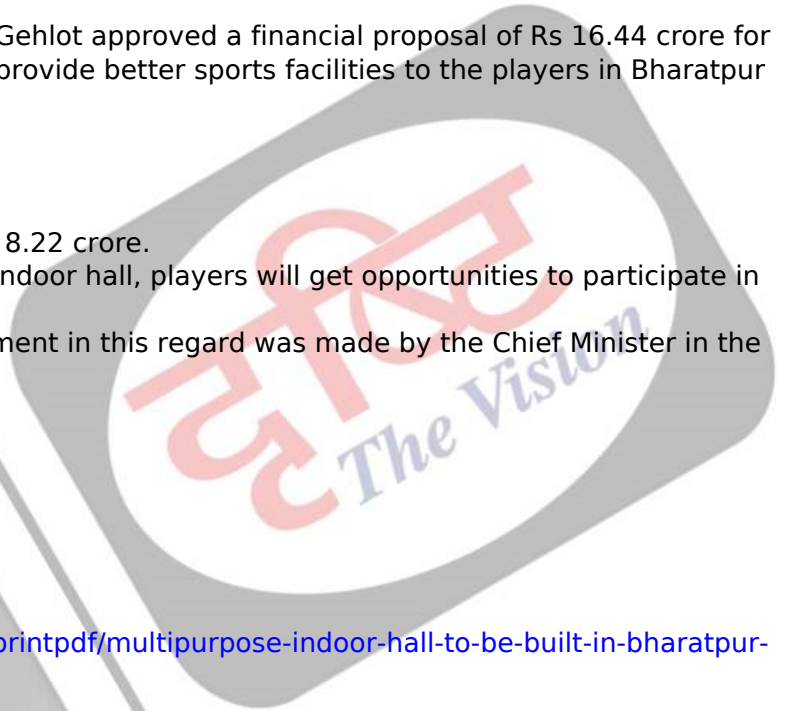 Gehlot approved a financial proposal of Rs 16.44 crore for
provide better sports facilities to the players in Bharatpur
8.22 crore.
ndoor hall, players will get opportunities to participate in
ment in this regard was made by the Chief Minister in the
दृष्टि
The Vision
printpdf/multipurpose-indoor-hall-to-be-built-in-bharatpur-